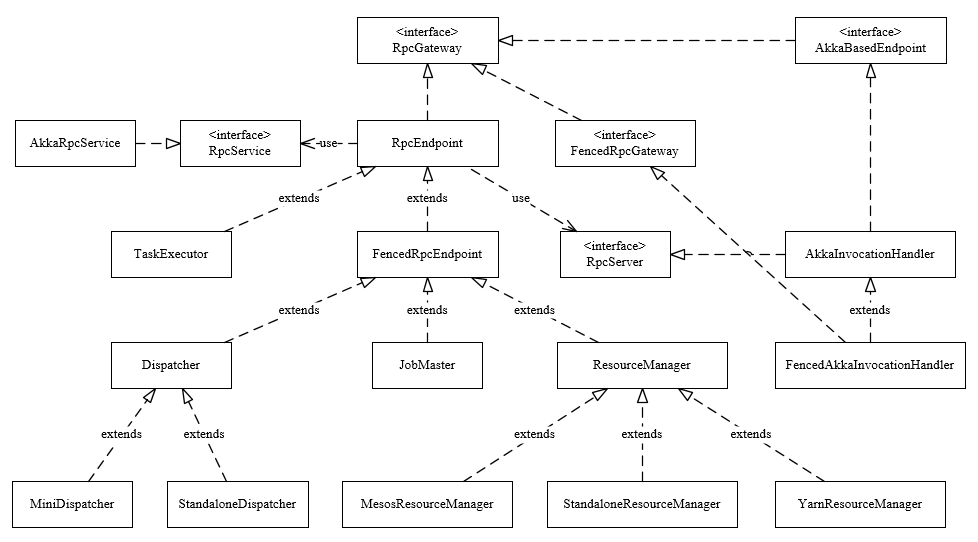 <interface>
RpcGateway
<interface>
AkkaBasedEndpoint
AkkaRpcService
<interface>
RpcService
use
RpcEndpoint
<interface>
FencedRpcGateway
extends
extends
use
TaskExecutor
FencedRpcEndpoint
<interface>
RpcServer
AkkaInvocationHandler
extends
extends
extends
extends
Dispatcher
JobMaster
ResourceManager
FencedAkkaInvocationHandler
extends
extends
extends
extends
extends
MiniDispatcher
StandaloneDispatcher
MesosResourceManager
StandaloneResourceManager
YarnResourceManager